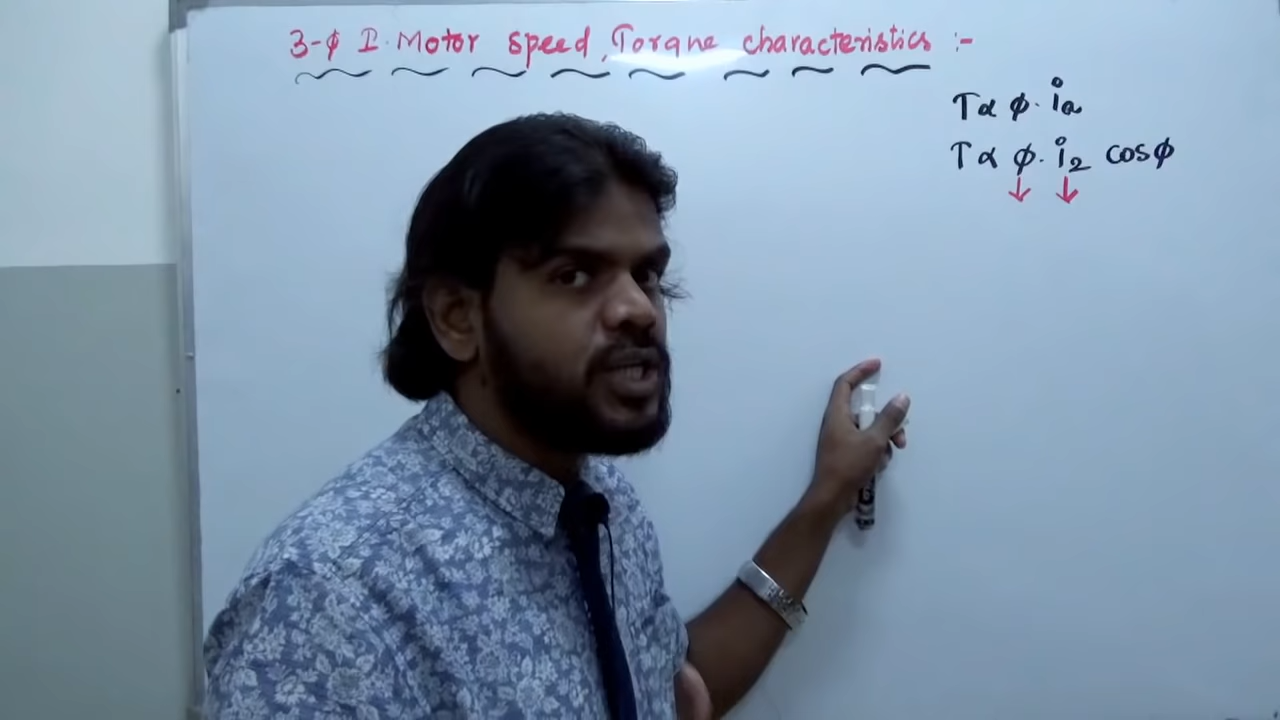 3-φ I. Motor speed, Torque characteristics :-
T α φ. ia
T α φ. i2 cosφ